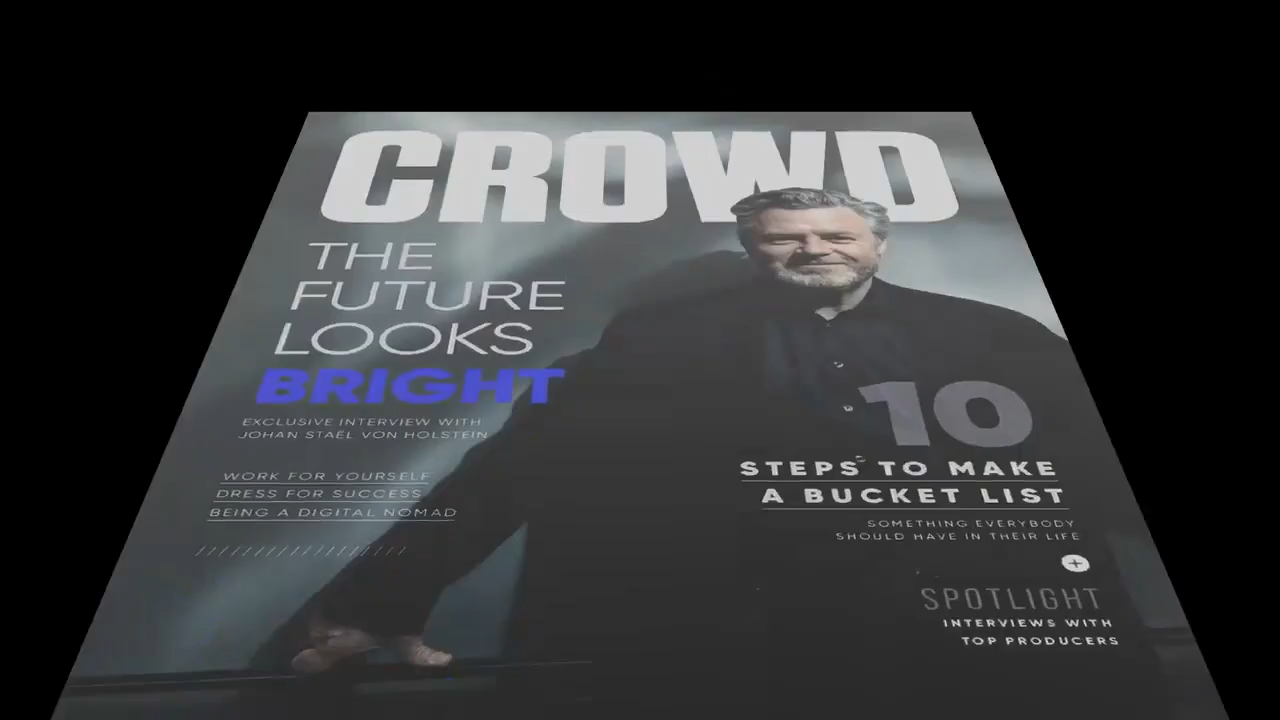 CROWD
THE
FUTURE
LOOKS
BRIGHT
EXCLUSIVE INTERVIEW WITH
JOHAN STAËL VON HOLSTEIN
WORK FOR YOURSELF
DRESS FOR SUCCESS
BEING A DIGITAL NOMAD
10
STEPS TO MAKE
A BUCKET LIST
SOMETHING EVERYBODY
SHOULD HAVE IN THEIR LIFE
SPOTLIGHT
INTERVIEWS WITH
TOP PRODUCERS